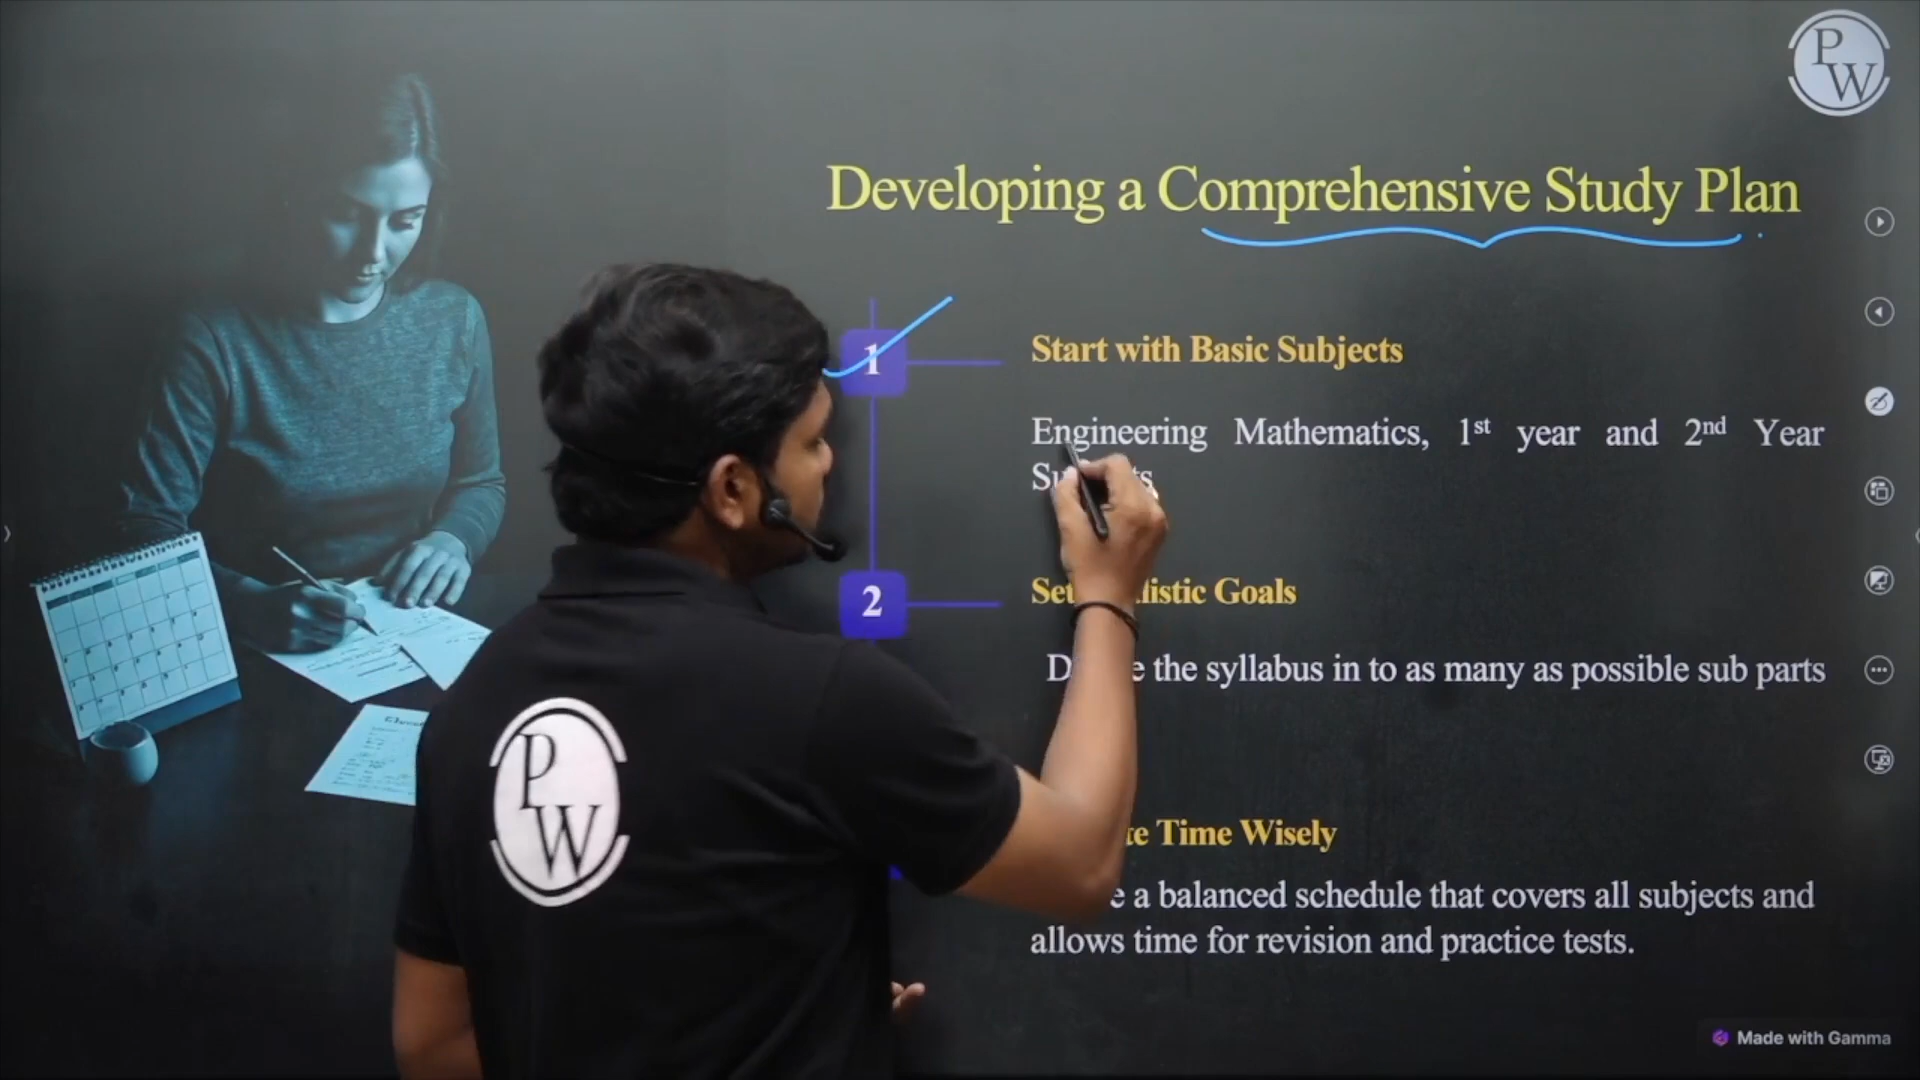 P
W
Developing a Comprehensive Study Plan
1
Start with Basic Subjects
Engineering Mathematics, 1st year and 2nd Year
2
Goals
the syllabus in to as many as possible sub parts
Time Wisely
a balanced schedule that covers all subjects and
allows time for revision and practice tests.
P
W
Made with Gamma